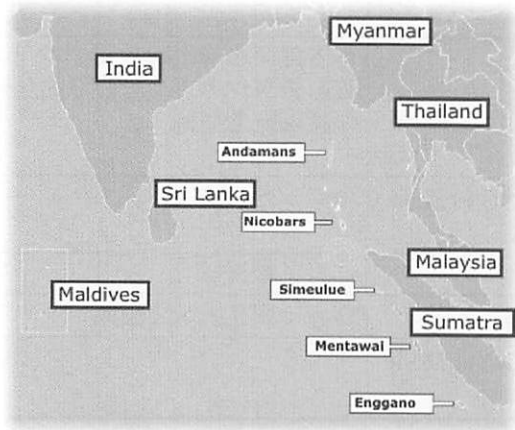 Myanmar
India
Thailand
Andamans
Sri Lanka
Nicobars
Malaysia
Simeulue
Maldives
Sumatra
Mentawai
Enggano